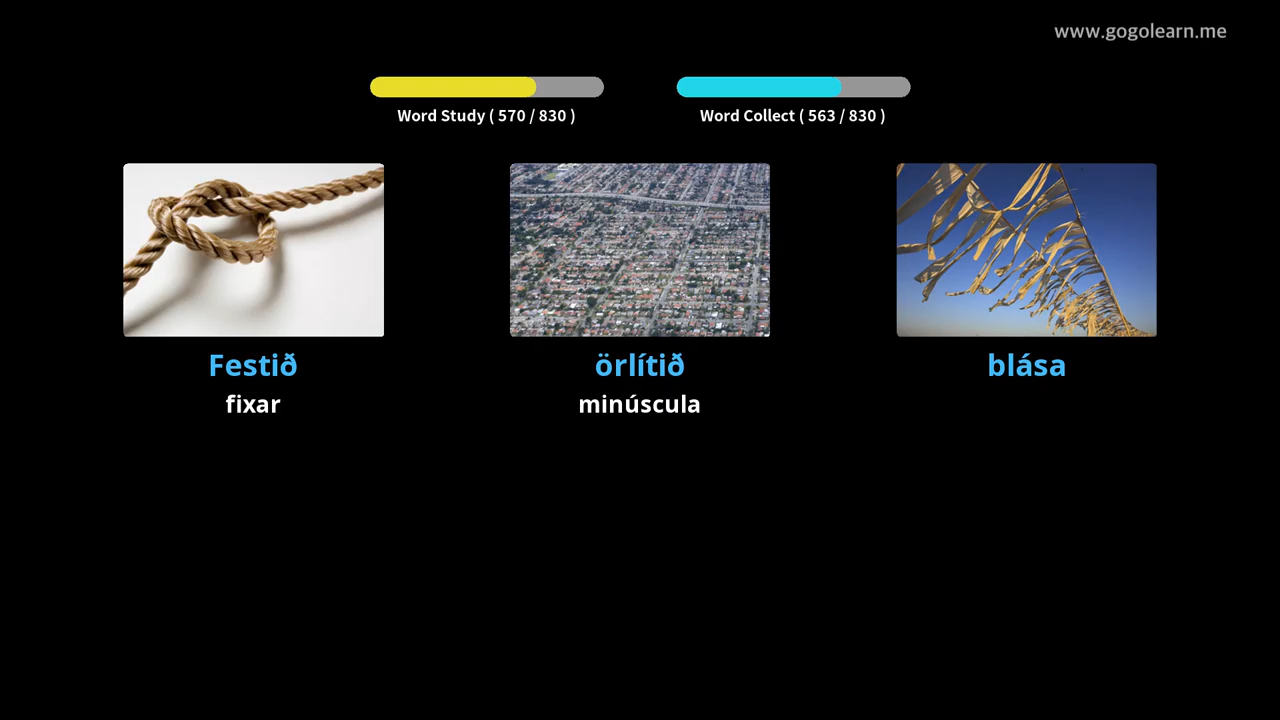 www.gogolearn.me
Word Study ( 570 / 830 )
Word Collect ( 563 / 830 )
Festið
örlítið
blása
fixar
minúscula